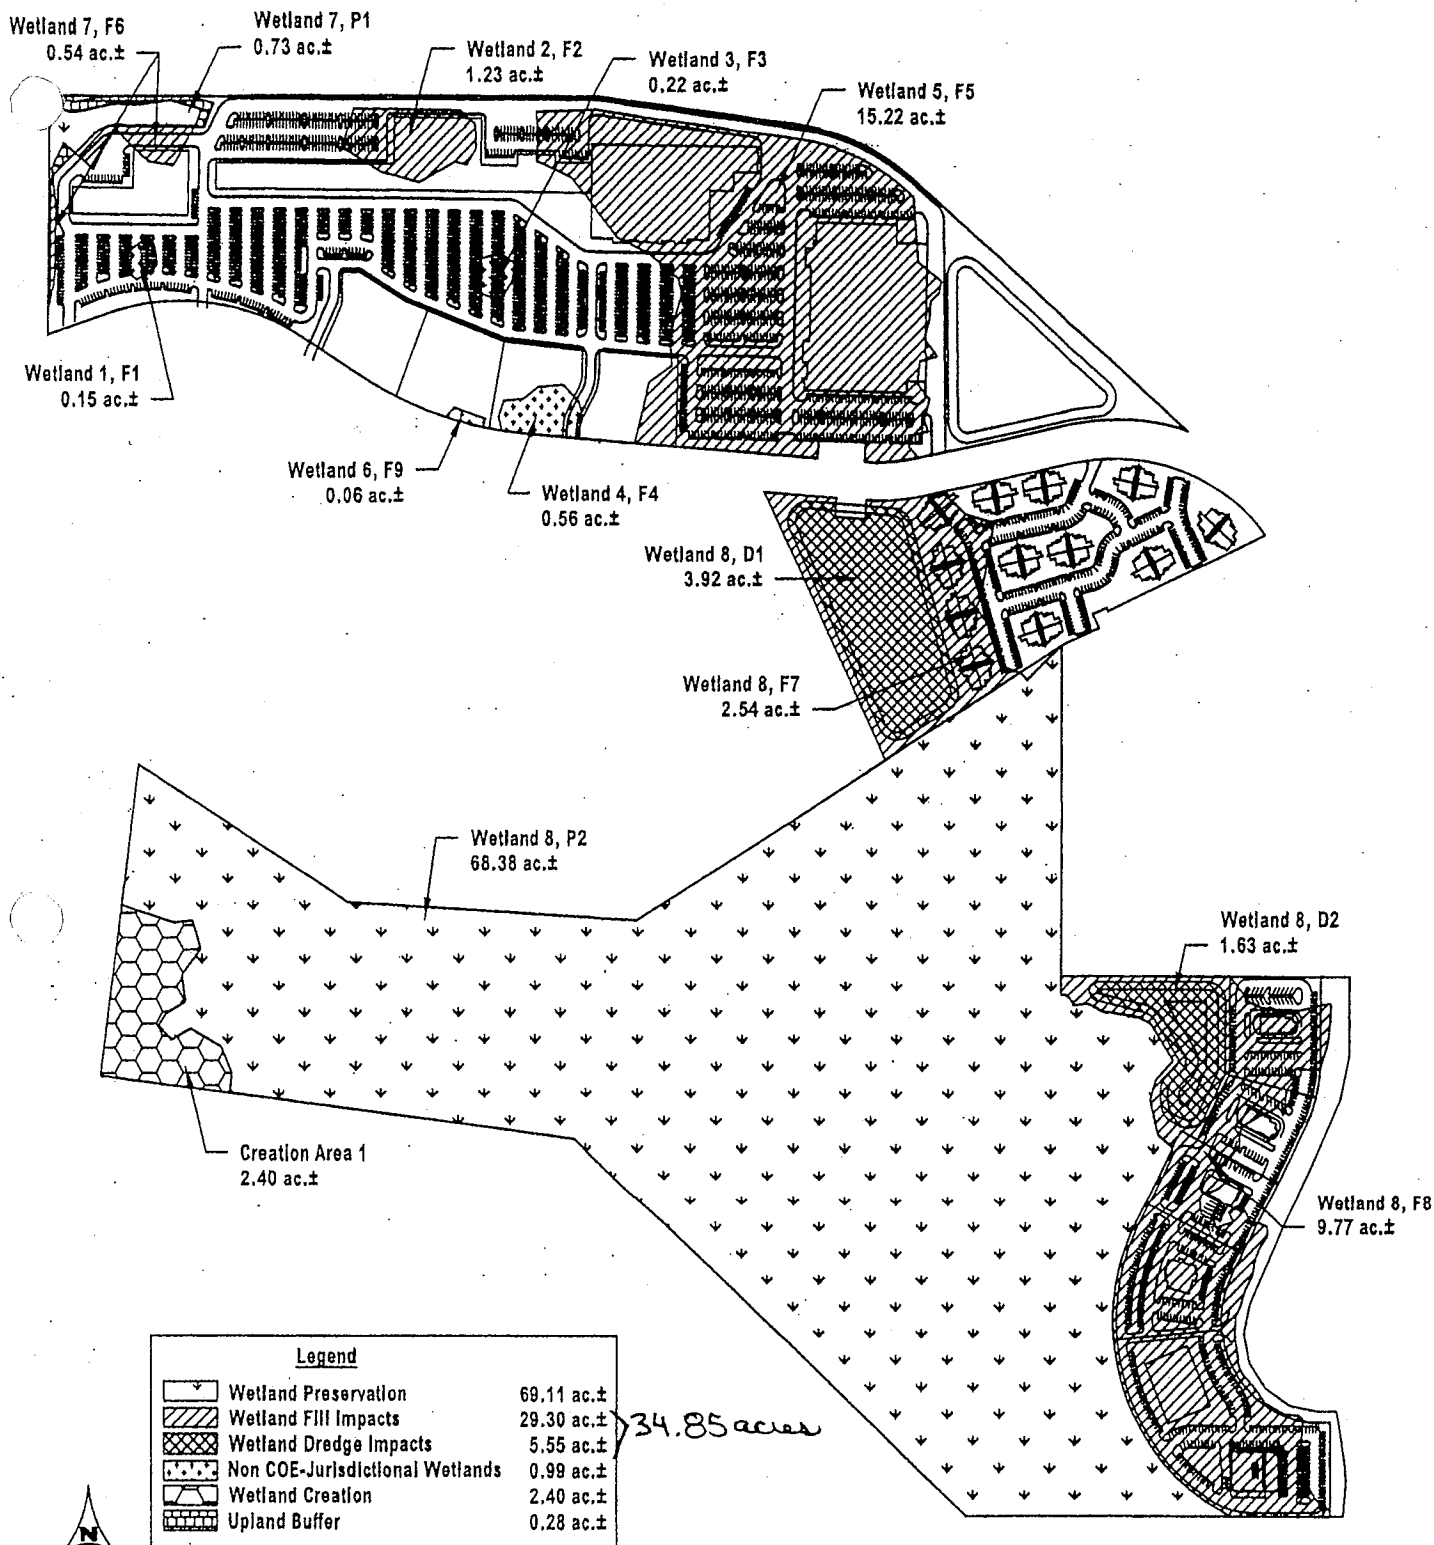 Wetland 7, F6
0.54 ac.±
Wetland 7, P1
0.73 ac.±
Wetland 2, F2
1.23 ac.±
Wetland 3, F3
0.22 ac.±
Wetland 5, F5
15.22 ac.±
Wetland 1, F1
0.15 ac.±
Wetland 6, F9
0.06 ac.±
Wetland 4, F4
0.56 ac.±
Wetland 8, D1
3.92 ac.±
Wetland 8, F7
2.54 ac.±
Wetland 8, P2
68.38 ac.±
Wetland 8, D2
1.63 ac.±
Creation Area 1
2.40 ac.±
Wetland 8, F8
9.77 ac.±
Legend
Wetland Preservation 69.11 ac.±
Wetland Fill Impacts 29.30 ac.±
34.85 acres
Wetland Dredge Impacts 5.55 ac.±
Non COE-Jurisdictional Wetlands 0.99 ac.±
Wetland Creation 2.40 ac.±
Upland Buffer 0.28 ac.±
N